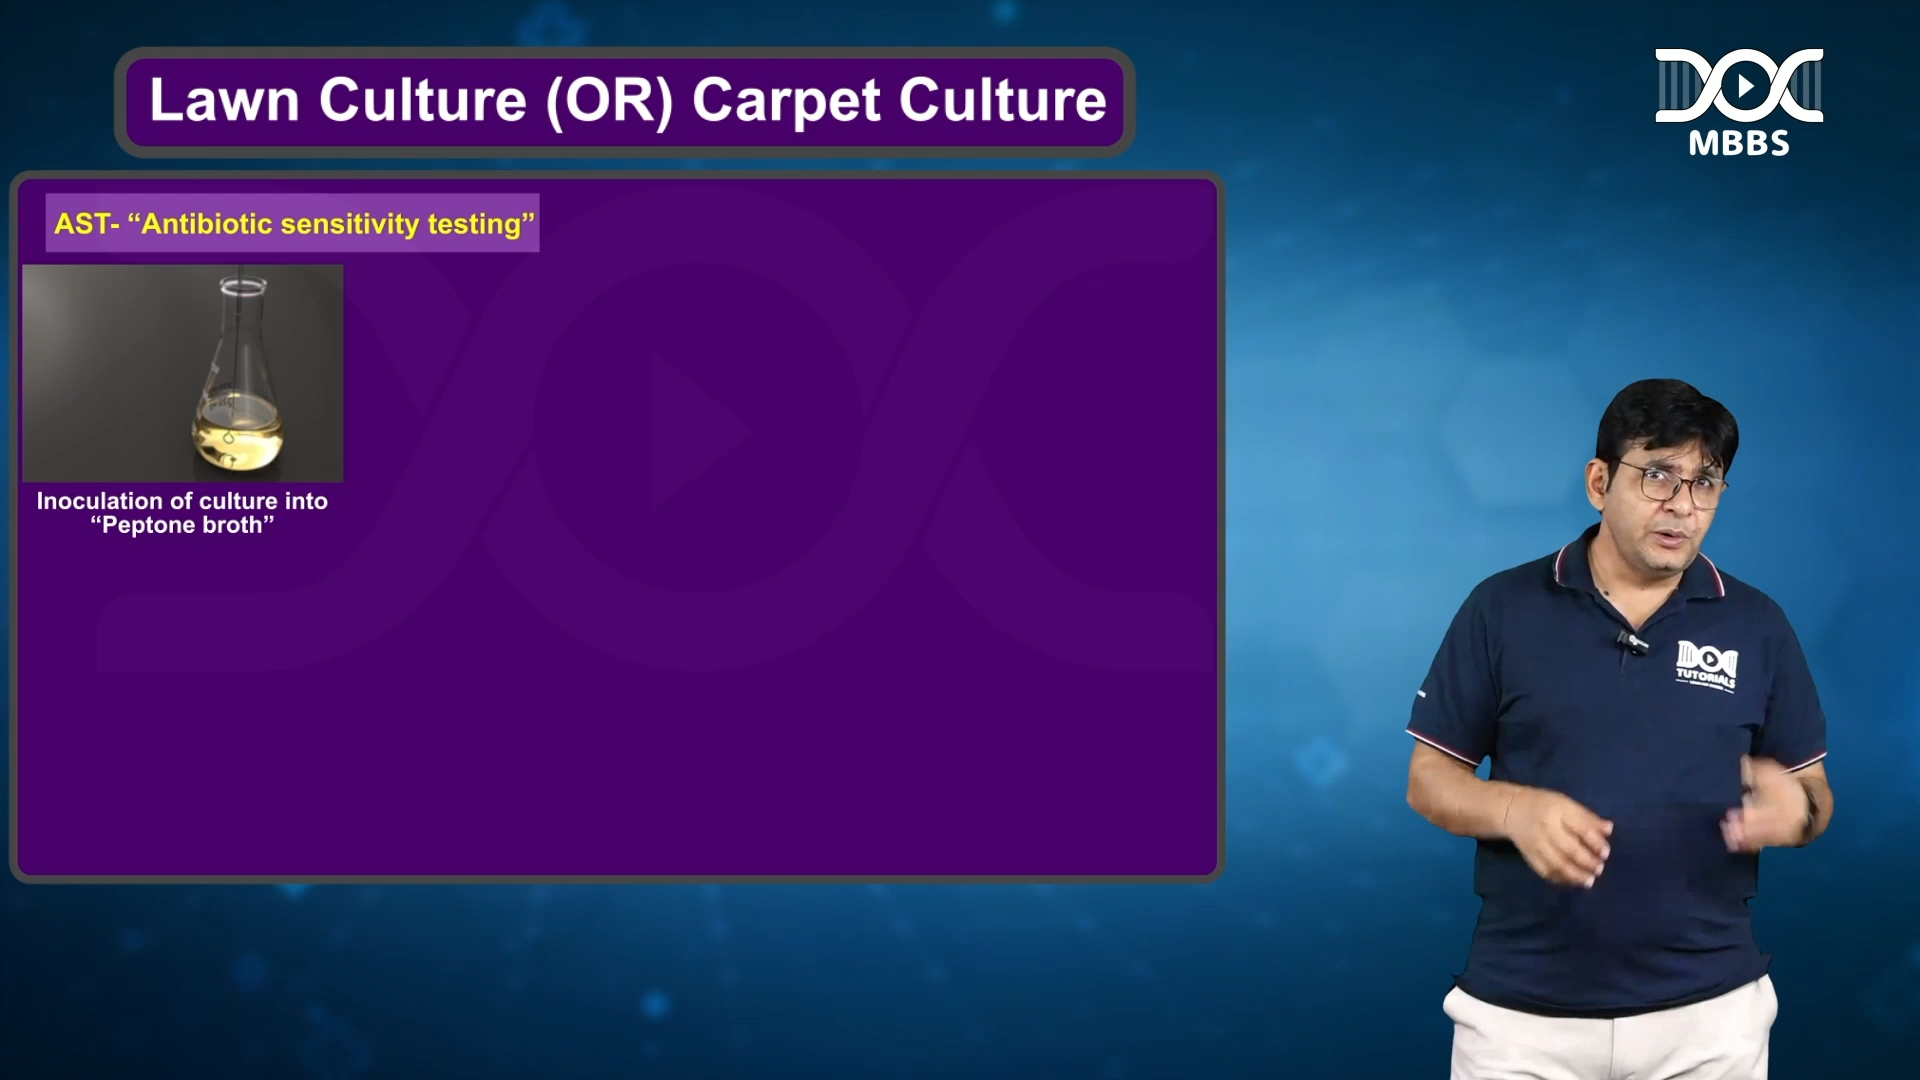 Lawn Culture (OR) Carpet Culture
MBBS
AST- “Antibiotic sensitivity testing”
Inoculation of culture into
“Peptone broth”
TUTORIALS